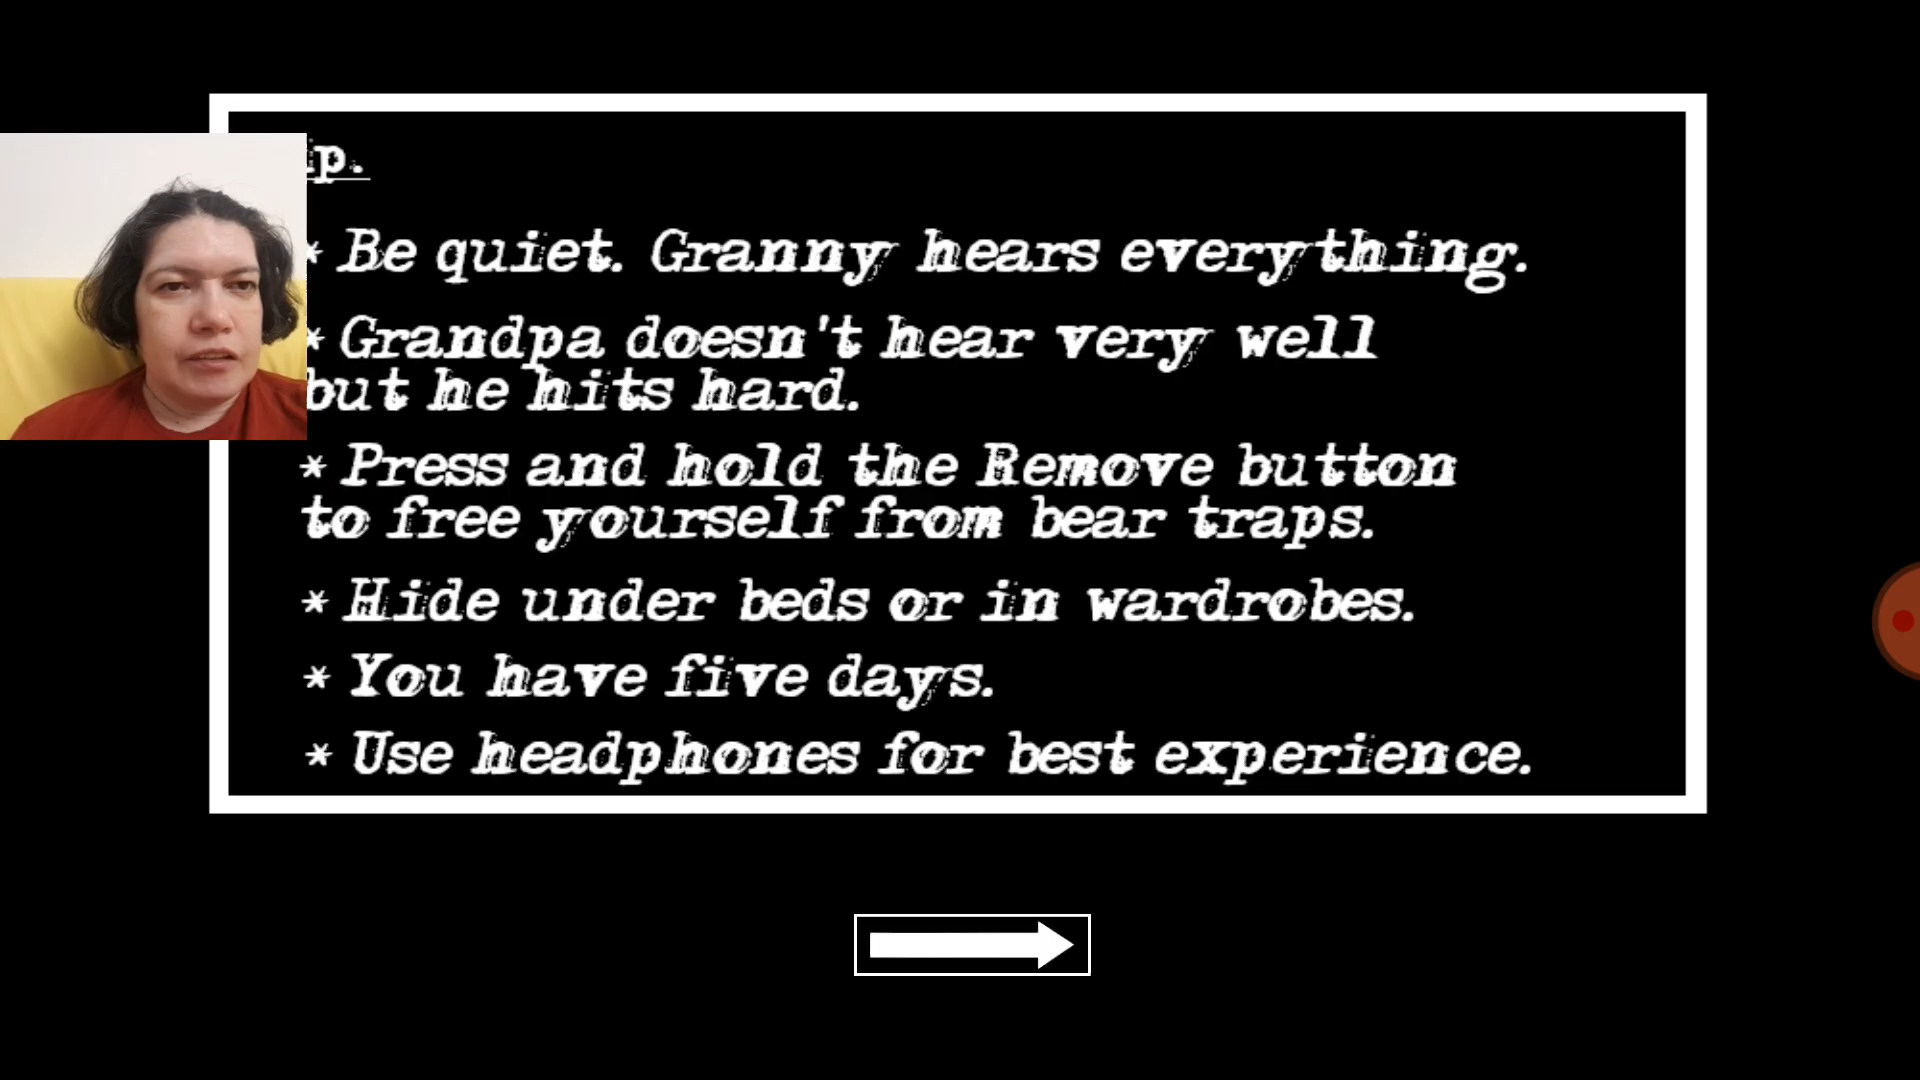 * Be quiet. Granny hears everything.
* Grandpa doesn't hear very well
but he hits hard.
* Press and hold the Remove button
to free yourself from bear traps.
* Hide under beds or in wardrobes.
* You have five days.
* Use headphones for best experience.